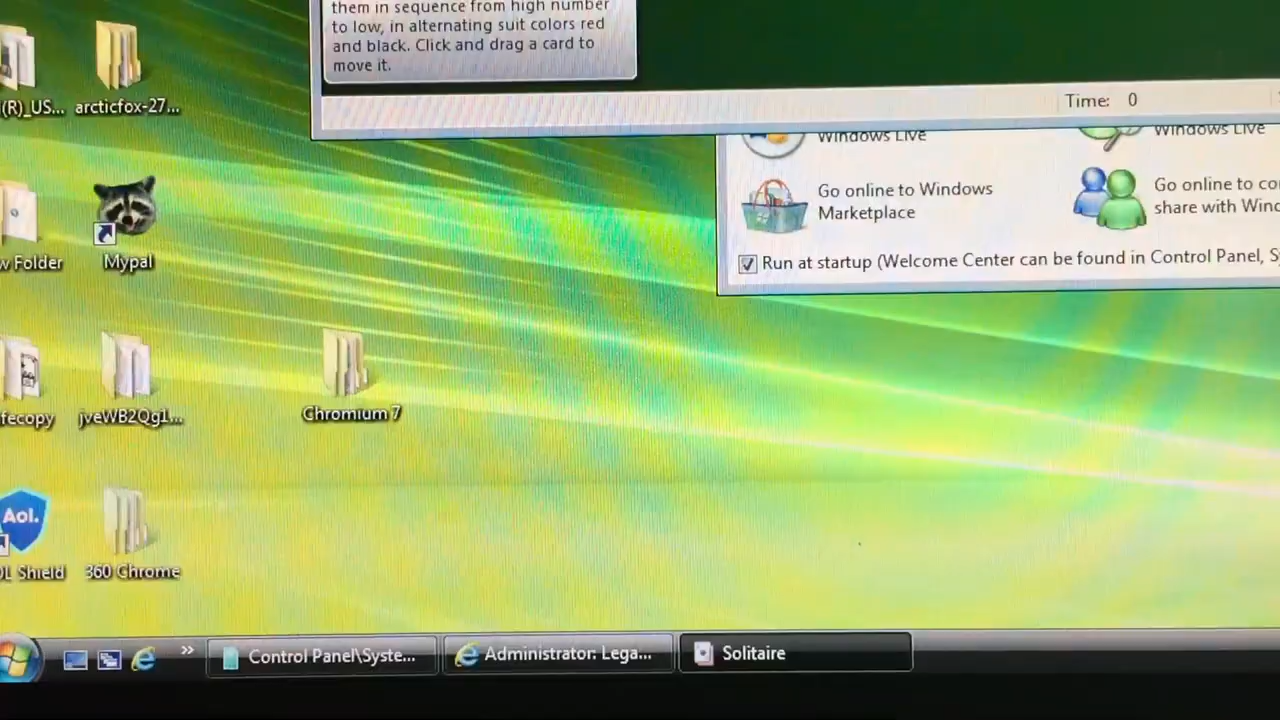 them in sequence from high number
to low, in alternating suit colors red
and black. Click and drag a card to
move it.
Time: 0
(R)_US...
arcticfox-27...
Windows Live
Windows Live
Go online to Windows
Marketplace
Go online to co
share with Wind
Run at startup (Welcome Center can be found in Control Panel, S
w Folder
Mypal
fecopy
jveWB2Qg1...
Chromium 7
Aol.
OL Shield
360 Chrome
»
Control Panel\Syste...
Administrator: Lega...
Solitaire